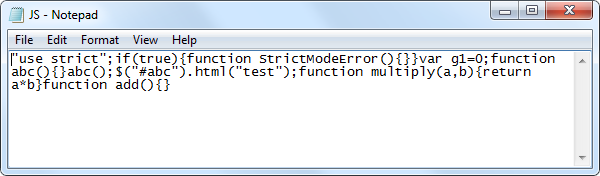 JS - Notepad
File Edit Format View Help
"use strict";if(true){function StrictModeError(){}}var g1=0;function
abc(){}abc();$("#abc").html("test");function multiply(a,b){return
a*b}function add(){}